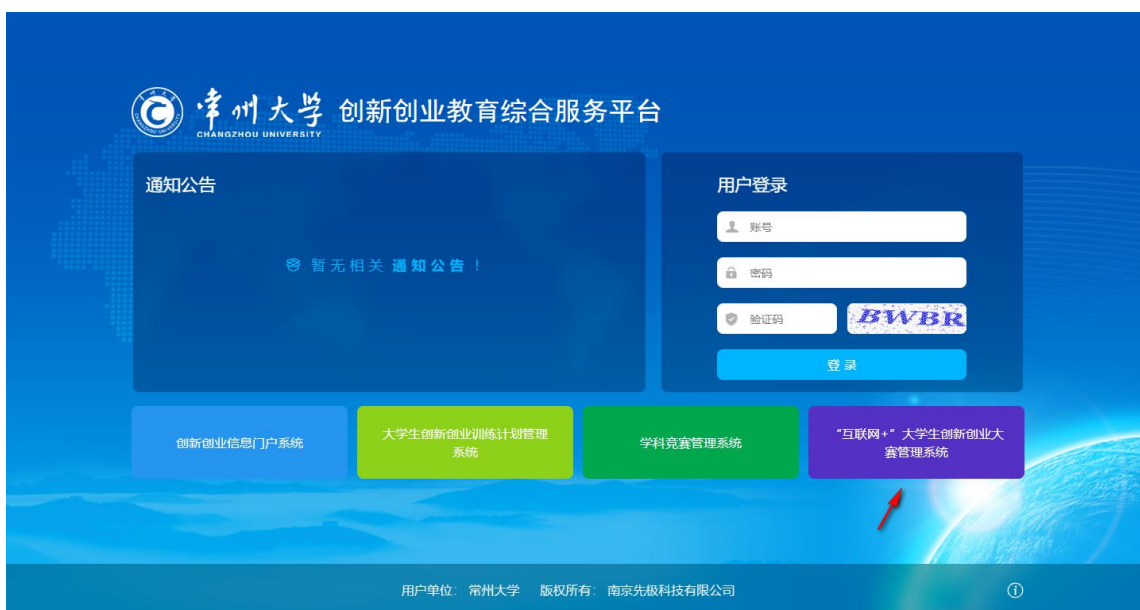 常州大学 创新创业教育综合服务平台
CHANGZHOU UNIVERSITY
通知公告
暂无相关 通知公告 !
用户登录
账号
密码
验证码 BWBR
登录
创新创业信息门户系统
大学生创新创业训练计划管理
系统
学科竞赛管理系统
“互联网+”大学生创新创业大
赛管理系统
用户单位: 常州大学 版权所有: 南京先极科技有限公司